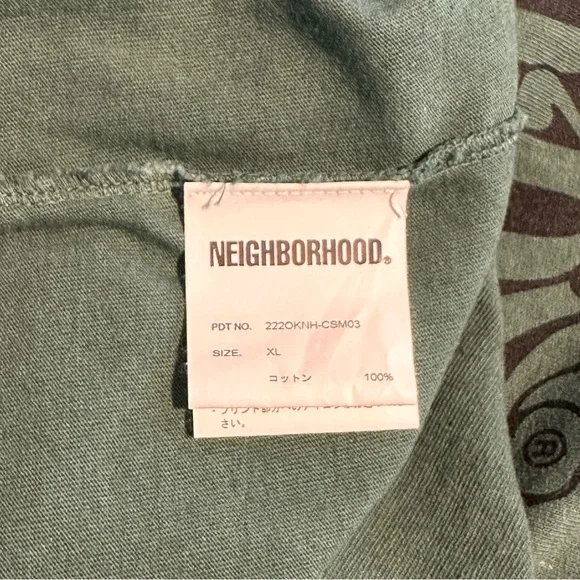 NEIGHBORHOOD®
PDT NO. 222OKNH-CSM03
SIZE. XL
コットン 100%
さい。
®